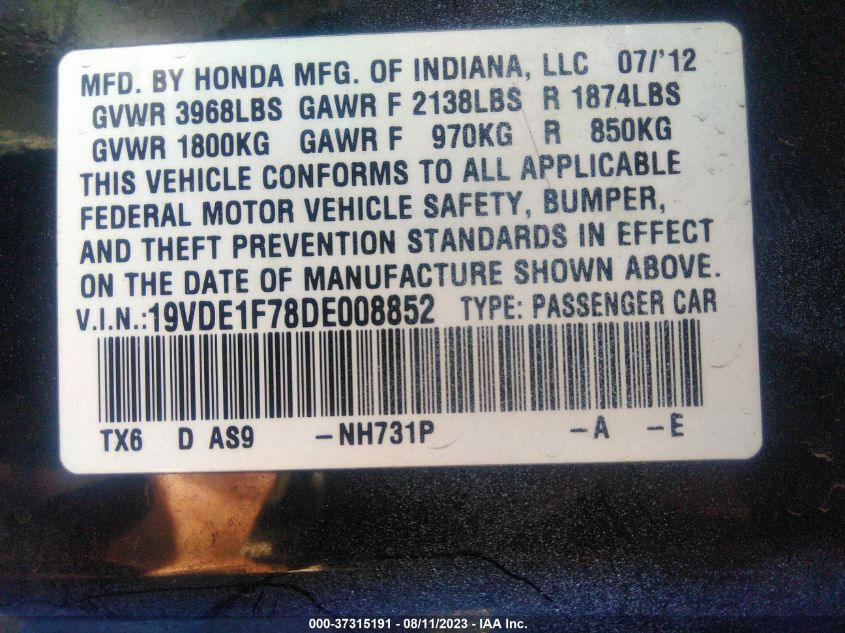 MFD. BY HONDA MFG. OF INDIANA, LLC 07/'12
GVWR 3968LBS GAWR F 2138LBS R 1874LBS
GVWR 1800KG GAWR F 970KG R 850KG
THIS VEHICLE CONFORMS TO ALL APPLICABLE
FEDERAL MOTOR VEHICLE SAFETY, BUMPER,
AND THEFT PREVENTION STANDARDS IN EFFECT
ON THE DATE OF MANUFACTURE SHOWN ABOVE.
V.I.N.:19VDE1F78DE008852 TYPE: PASSENGER CAR
TX6 D AS9 -NH731P -A -E
000-37315191 - 08/11/2023 - IAA Inc.